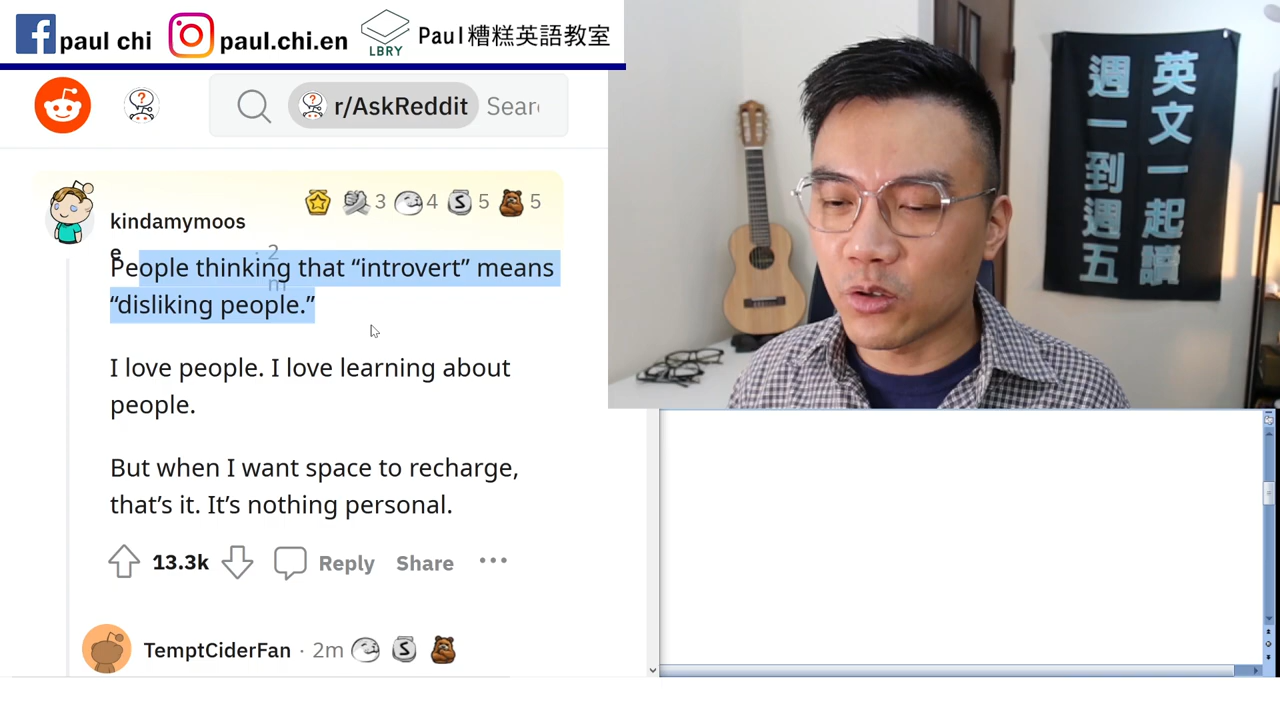 paul chi
paul.chi.en
LBRY
Paul糟糕英語教室
r/AskReddit
Sear
英文一起讀
週一到週五
kindamymoos
e
· 2
m
3
4
S
5
5
People thinking that “introvert” means
“disliking people.”
I love people. I love learning about
people.
But when I want space to recharge,
that’s it. It’s nothing personal.
13.3k
Reply
Share
TemptCiderFan · 2m
S